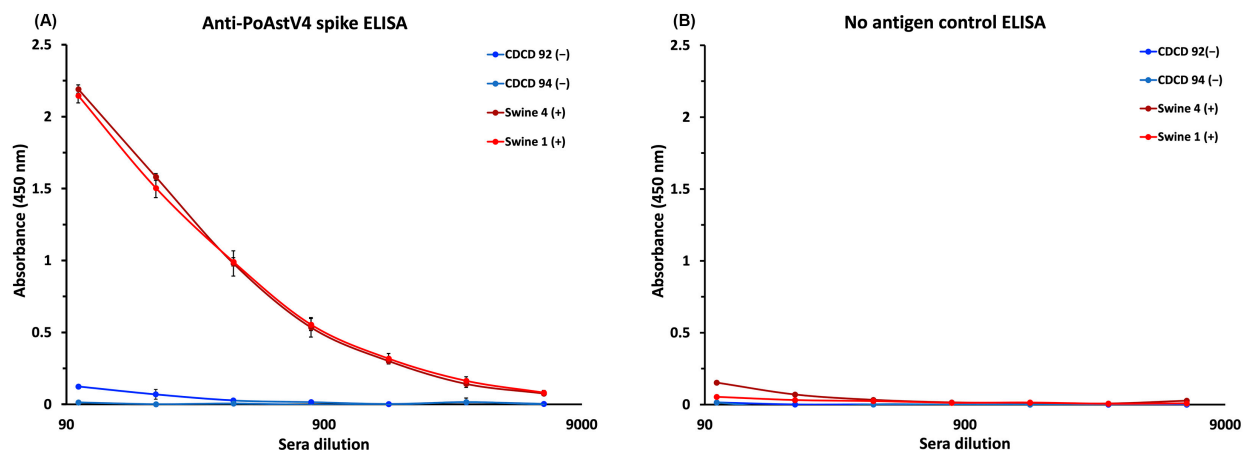 (A)
Anti-PoAstV4 spike ELISA
2.5
2
1.5
1
0.5
0
Absorbance (450 nm)
90
900
9000
Sera dilution
CDCD 92 (−)
CDCD 94 (−)
Swine 4 (+)
Swine 1 (+)
(B)
No antigen control ELISA
2.5
2
1.5
1
0.5
0
Absorbance (450 nm)
90
900
9000
Sera dilution
CDCD 92(−)
CDCD 94 (−)
Swine 4 (+)
Swine 1 (+)